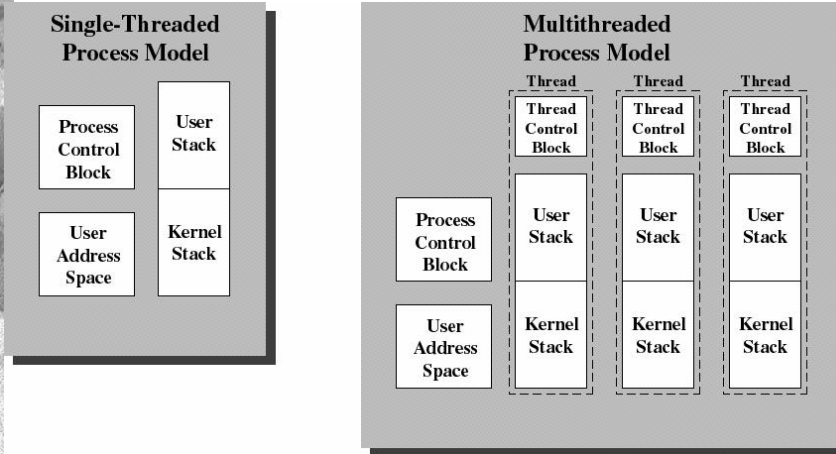 Single-Threaded
Process Model
Process
Control
Block
User
Stack
User
Address
Space
Kernel
Stack
Multithreaded
Process Model
Thread
Thread
Control
Block
User
Stack
Kernel
Stack
Thread
Thread
Control
Block
User
Stack
Kernel
Stack
Thread
Thread
Control
Block
User
Stack
Kernel
Stack
Process
Control
Block
User
Address
Space